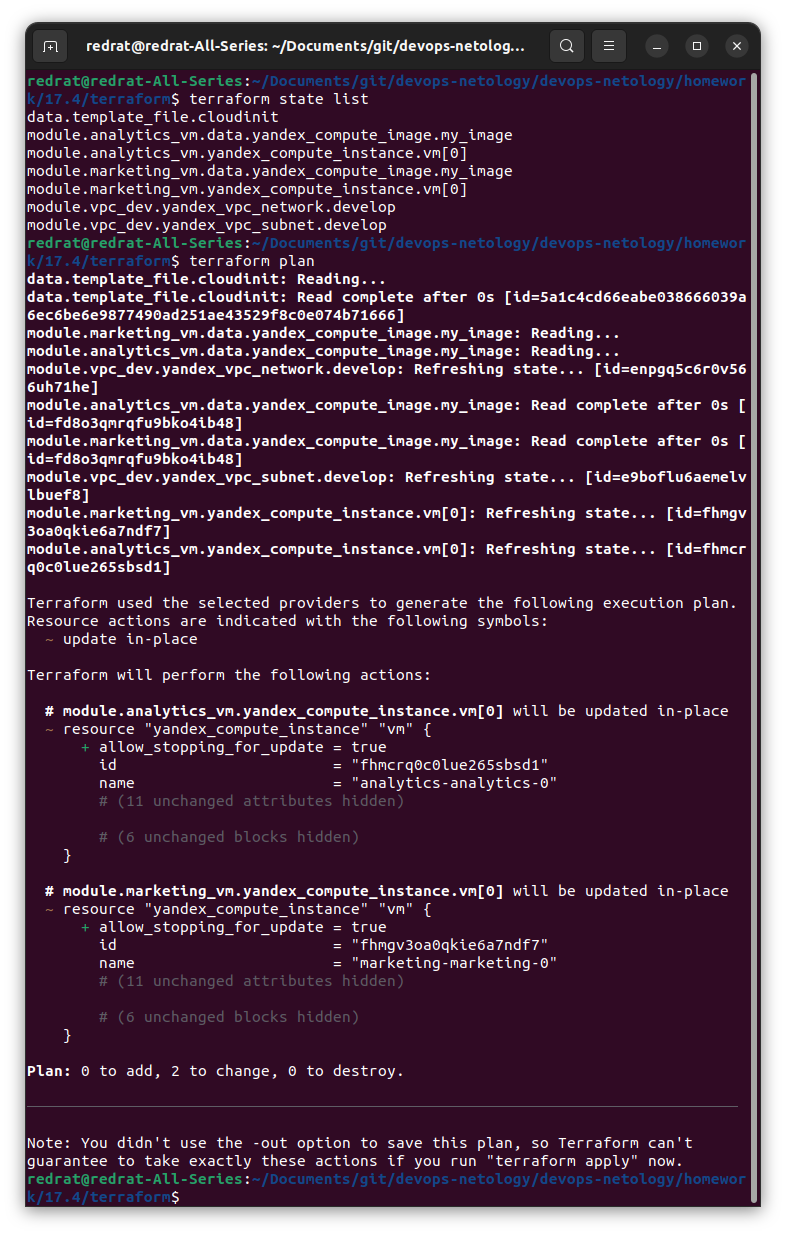 redrat@redrat-All-Series: ~/Documents/git/devops-netolog...
redrat@redrat-All-Series:~/Documents/git/devops-netology/devops-netology/homewor
k/17.4/terraform$ terraform state list
data.template_file.cloudinit
module.analytics_vm.data.yandex_compute_image.my_image
module.analytics_vm.yandex_compute_instance.vm[0]
module.marketing_vm.data.yandex_compute_image.my_image
module.marketing_vm.yandex_compute_instance.vm[0]
module.vpc_dev.yandex_vpc_network.develop
module.vpc_dev.yandex_vpc_subnet.develop
redrat@redrat-All-Series:~/Documents/git/devops-netology/devops-netology/homewor
k/17.4/terraform$ terraform plan
data.template_file.cloudinit: Reading...
data.template_file.cloudinit: Read complete after 0s [id=5a1c4cd66eabe038666039a
6ec6be6e9877490ad251ae43529f8c0e074b71666]
module.marketing_vm.data.yandex_compute_image.my_image: Reading...
module.analytics_vm.data.yandex_compute_image.my_image: Reading...
module.vpc_dev.yandex_vpc_network.develop: Refreshing state... [id=enpgq5c6r0v56
6uh71he]
module.analytics_vm.data.yandex_compute_image.my_image: Read complete after 0s [
id=fd8o3qmrqfu9bko4ib48]
module.marketing_vm.data.yandex_compute_image.my_image: Read complete after 0s [
id=fd8o3qmrqfu9bko4ib48]
module.vpc_dev.yandex_vpc_subnet.develop: Refreshing state... [id=e9boflu6aemelv
lbuef8]
module.marketing_vm.yandex_compute_instance.vm[0]: Refreshing state... [id=fhmgv
3oa0qkie6a7ndf7]
module.analytics_vm.yandex_compute_instance.vm[0]: Refreshing state... [id=fhmcr
q0c0lue265sbsd1]
Terraform used the selected providers to generate the following execution plan.
Resource actions are indicated with the following symbols:
  ~ update in-place
Terraform will perform the following actions:
  # module.analytics_vm.yandex_compute_instance.vm[0] will be updated in-place
  ~ resource "yandex_compute_instance" "vm" {
      + allow_stopping_for_update = true
        id                        = "fhmcrq0c0lue265sbsd1"
        name                      = "analytics-analytics-0"
        # (11 unchanged attributes hidden)
        # (6 unchanged blocks hidden)
    }
  # module.marketing_vm.yandex_compute_instance.vm[0] will be updated in-place
  ~ resource "yandex_compute_instance" "vm" {
      + allow_stopping_for_update = true
        id                        = "fhmgv3oa0qkie6a7ndf7"
        name                      = "marketing-marketing-0"
        # (11 unchanged attributes hidden)
        # (6 unchanged blocks hidden)
    }
Plan: 0 to add, 2 to change, 0 to destroy.
Note: You didn't use the -out option to save this plan, so Terraform can't
guarantee to take exactly these actions if you run "terraform apply" now.
redrat@redrat-All-Series:~/Documents/git/devops-netology/devops-netology/homewor
k/17.4/terraform$